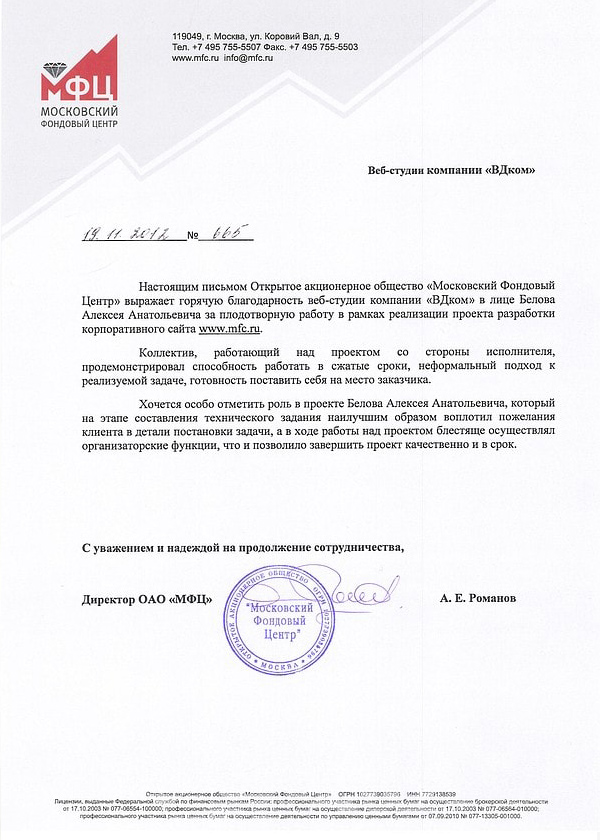 119049, г. Москва, ул. Коровий Вал, д. 9
Тел. +7 495 755-5507 Факс. +7 495 755-5503
www.mfc.ru info@mfc.ru
МФЦ
МОСКОВСКИЙ
ФОНДОВЫЙ ЦЕНТР
Веб-студии компании «ВДком»
19.11.2012 № 665
Настоящим письмом Открытое акционерное общество «Московский Фондовый
Центр» выражает горячую благодарность веб-студии компании «ВДком» в лице Белова
Алексея Анатольевича за плодотворную работу в рамках реализации проекта разработки
корпоративного сайта www.mfc.ru.
Коллектив, работающий над проектом со стороны исполнителя,
продемонстрировал способность работать в сжатые сроки, неформальный подход к
реализуемой задаче, готовность поставить себя на место заказчика.
Хочется особо отметить роль в проекте Белова Алексея Анатольевича, который
на этапе составления технического задания наилучшим образом воплотил пожелания
клиента в детали постановки задачи, а в ходе работы над проектом блестяще осуществлял
организаторские функции, что и позволило завершить проект качественно и в срок.
С уважением и надеждой на продолжение сотрудничества,
Директор ОАО «МФЦ»
А. Е. Романов
ОТКРЫТОЕ АКЦИОНЕРНОЕ ОБЩЕСТВО ОГРН 1027739038796
"Московский
Фондовый
Центр"
* МОСКВА *
Открытое акционерное общество «Московский Фондовый Центр» ОГРН 1027739038796 ИНН 7729138539
Лицензии, выданные Федеральной службой по финансовым рынкам России: профессионального участника рынка ценных бумаг на осуществление брокерской деятельности
от 17.10.2003 № 077-06554-100000; профессионального участника рынка ценных бумаг на осуществление дилерской деятельности от 17.10.2003 № 077-06564-010000;
профессионального участника рынка ценных бумаг на осуществление деятельности по управлению ценными бумагами от 07.09.2010 № 077-13305-001000.